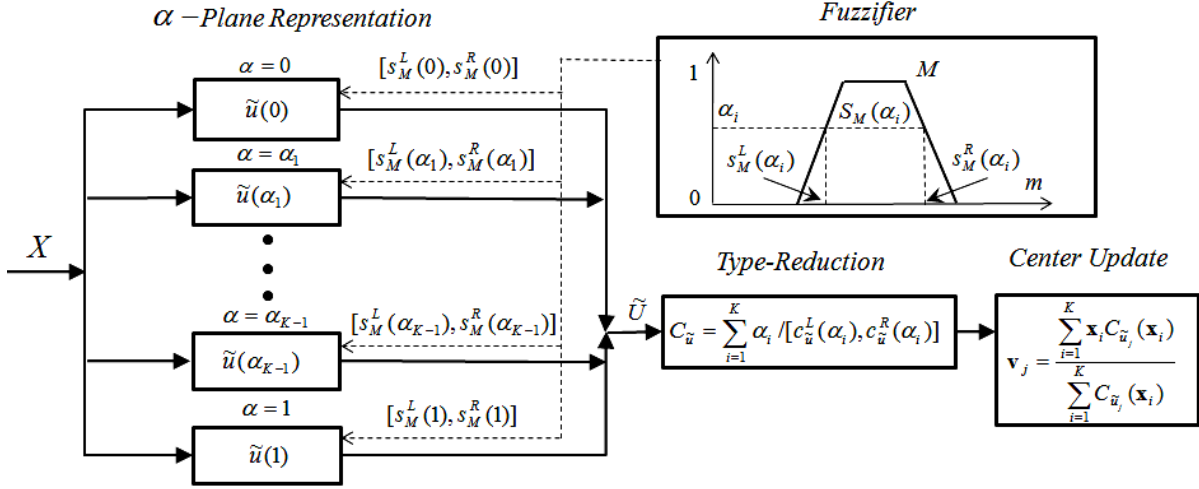 α – Plane Representation
Fuzzifier
α = 0
[s_M^L(0), s_M^R(0)]
ũ(0)
1
M
α_i
S_M(α_i)
s_M^L(α_i)
s_M^R(α_i)
m
0
α = α_1
[s_M^L(α_1), s_M^R(α_1)]
ũ(α_1)
X
α = α_{K-1}
[s_M^L(α_{K-1}), s_M^R(α_{K-1})]
ũ(α_{K-1})
α = 1
[s_M^L(1), s_M^R(1)]
ũ(1)
Ũ
Type-Reduction
C_ũ = ∑_{i=1}^{K} α_i /[c_ũ^L(α_i), c_ũ^R(α_i)]
Center Update
v_j = ∑_{i=1}^{K} x_i C_{ũ_j}(x_i) / ∑_{i=1}^{K} C_{ũ_j}(x_i)